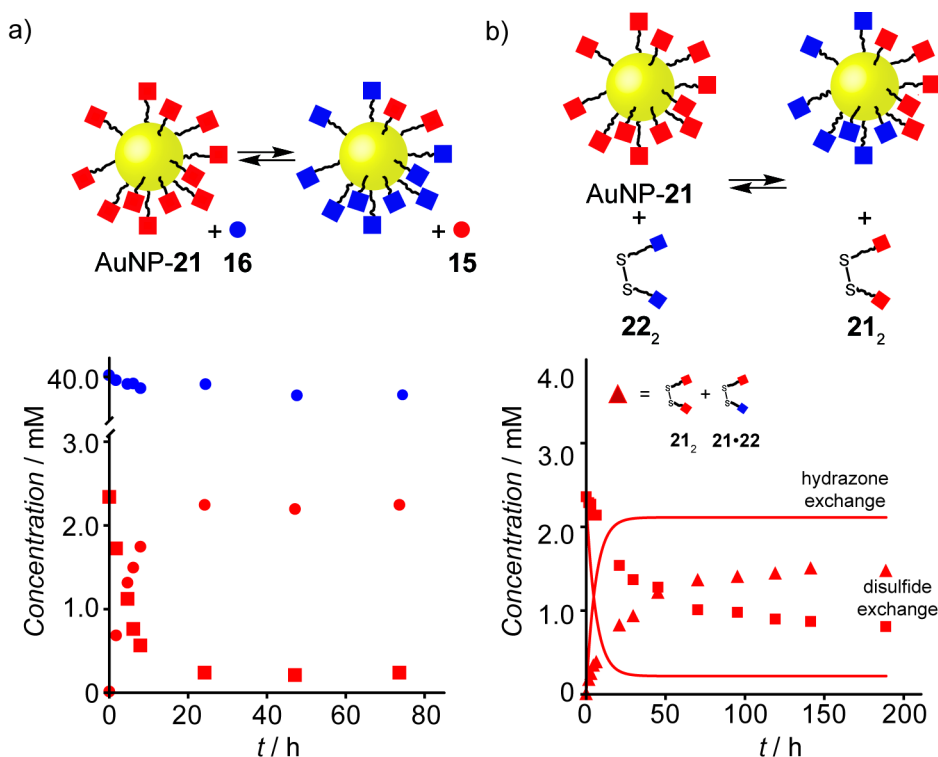 a)
+ 16
+ 15
AuNP-21
40.0
3.0
2.0
1.0
0
Concentration / mM
0 20 40 60 80
t / h
b)
AuNP-21
+ +
S S
S S
22₂ 21₂
4.0
3.0
2.0
1.0
0
Concentration / mM
= S S + S S
21₂ 21•22
hydrazone
exchange
disulfide
exchange
0 50 100 150 200
t / h